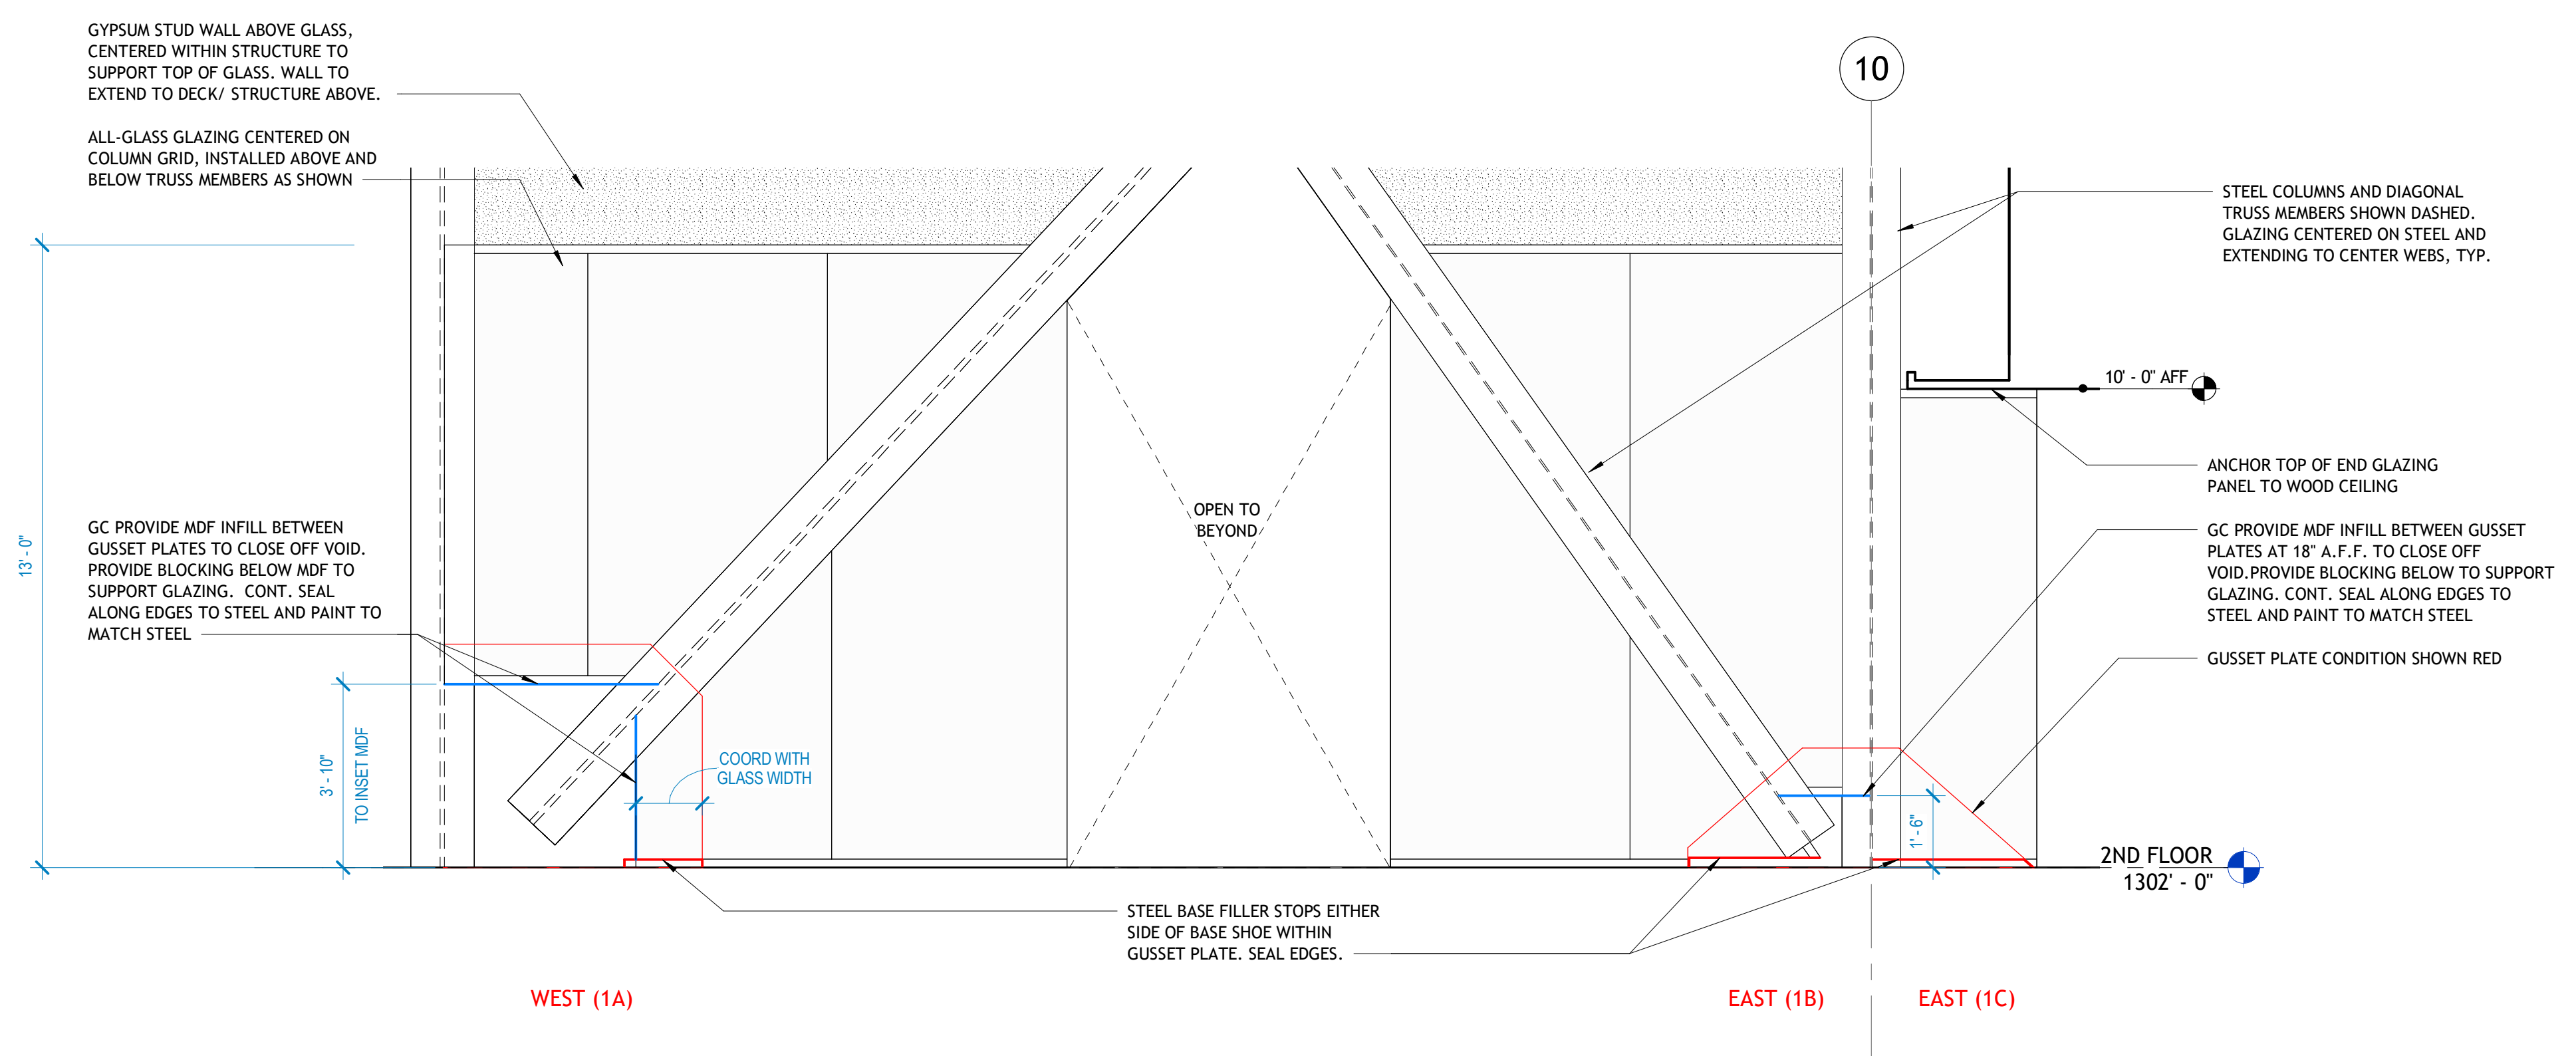 GYPSUM STUD WALL ABOVE GLASS,
CENTERED WITHIN STRUCTURE TO
SUPPORT TOP OF GLASS. WALL TO
EXTEND TO DECK/ STRUCTURE ABOVE.
ALL-GLASS GLAZING CENTERED ON
COLUMN GRID, INSTALLED ABOVE AND
BELOW TRUSS MEMBERS AS SHOWN
10
STEEL COLUMNS AND DIAGONAL
TRUSS MEMBERS SHOWN DASHED.
GLAZING CENTERED ON STEEL AND
EXTENDING TO CENTER WEBS, TYP.
10' - 0" AFF
ANCHOR TOP OF END GLAZING
PANEL TO WOOD CEILING
OPEN TO
BEYOND
13' - 0"
GC PROVIDE MDF INFILL BETWEEN
GUSSET PLATES TO CLOSE OFF VOID.
PROVIDE BLOCKING BELOW MDF TO
SUPPORT GLAZING.  CONT. SEAL
ALONG EDGES TO STEEL AND PAINT TO
MATCH STEEL
GC PROVIDE MDF INFILL BETWEEN GUSSET
PLATES AT 18" A.F.F. TO CLOSE OFF
VOID.PROVIDE BLOCKING BELOW TO SUPPORT
GLAZING. CONT. SEAL ALONG EDGES TO
STEEL AND PAINT TO MATCH STEEL
GUSSET PLATE CONDITION SHOWN RED
3' - 10"
TO INSET MDF
COORD WITH
GLASS WIDTH
1' - 6"
2ND FLOOR
1302' - 0"
STEEL BASE FILLER STOPS EITHER
SIDE OF BASE SHOE WITHIN
GUSSET PLATE. SEAL EDGES.
WEST (1A)
EAST (1B)
EAST (1C)